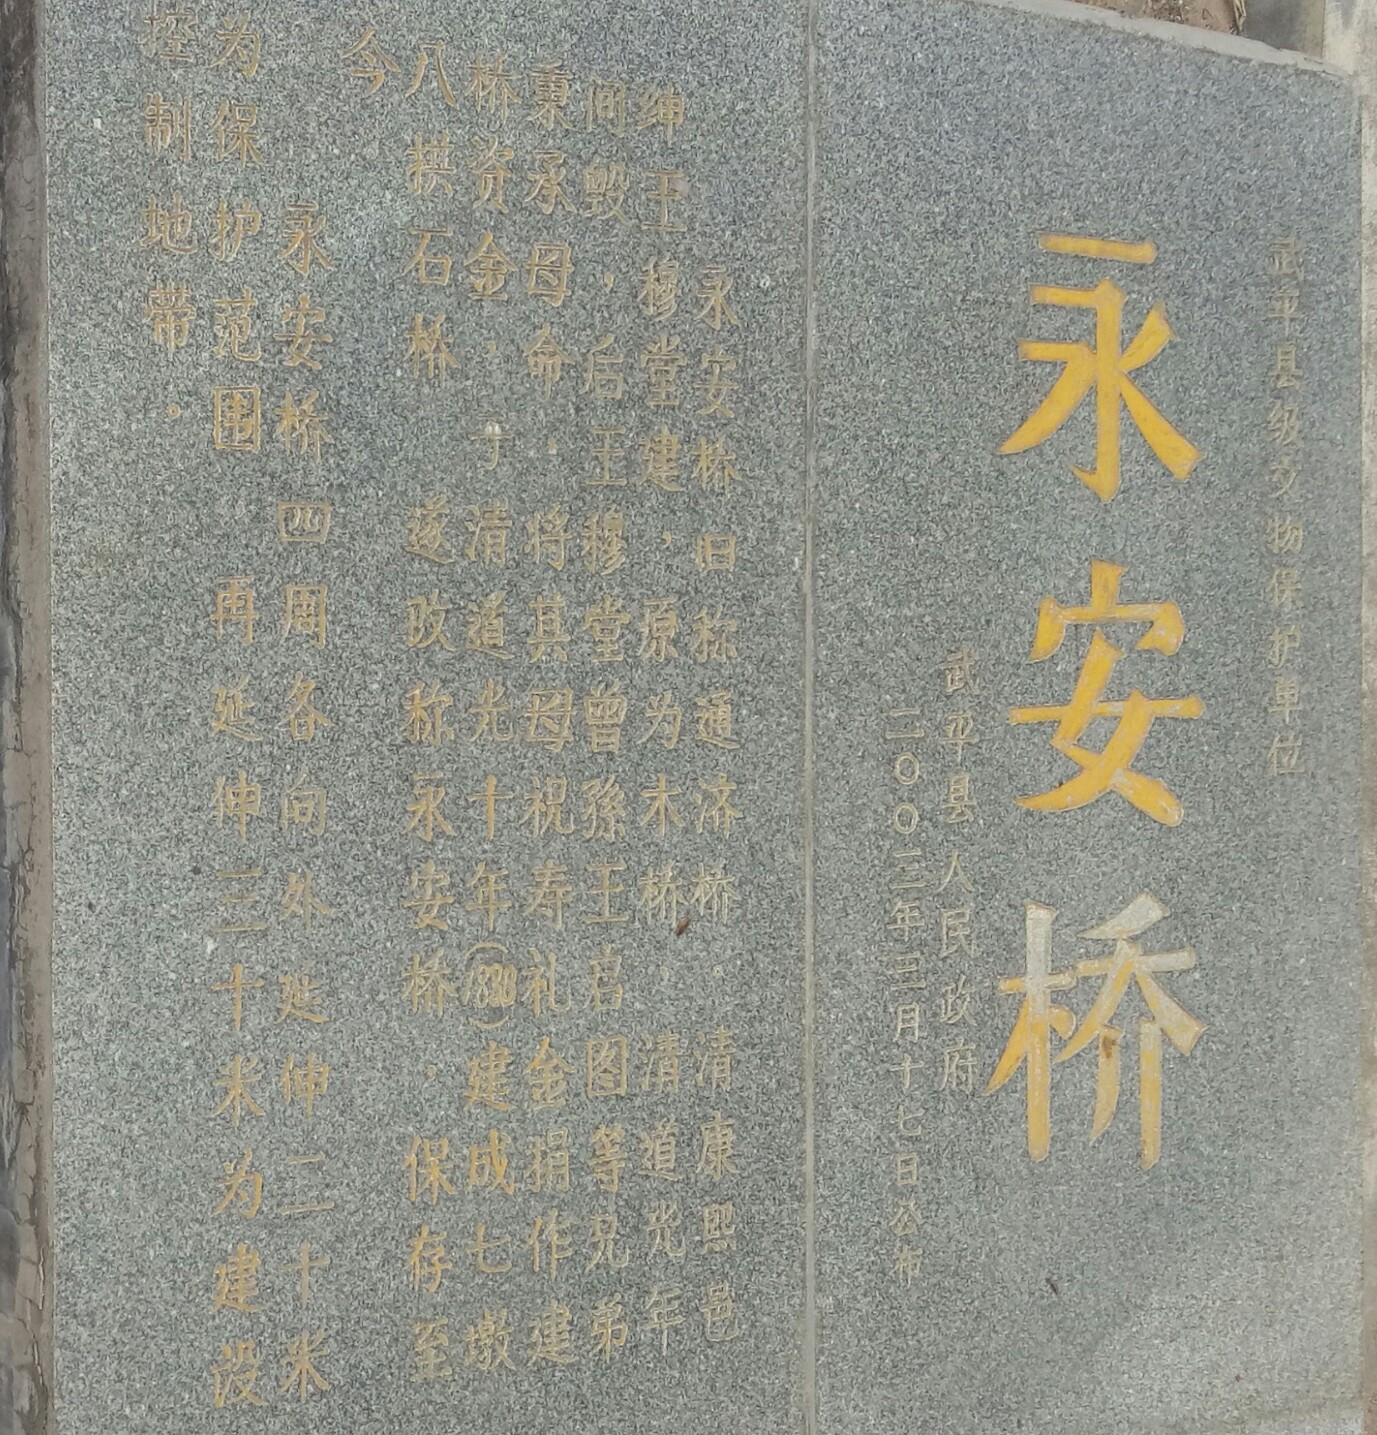 武平县级文物保护单位
永安桥
武平县人民政府
二〇〇三年三月十七日公布
永安桥旧称通济桥。清康熙邑
绅王穆堂建，原为木桥，清道光年
间毁，后王穆堂曾孙王启图等兄弟
秉承母命，将其母祝寿礼金捐作建
桥资金，于清道光十年(1830)建成七墩
八拱石桥 遂改称永安桥，保存至
今
永安桥四周各向外延伸二十米
为保护范围 再延伸三十米为建设
控制地带。